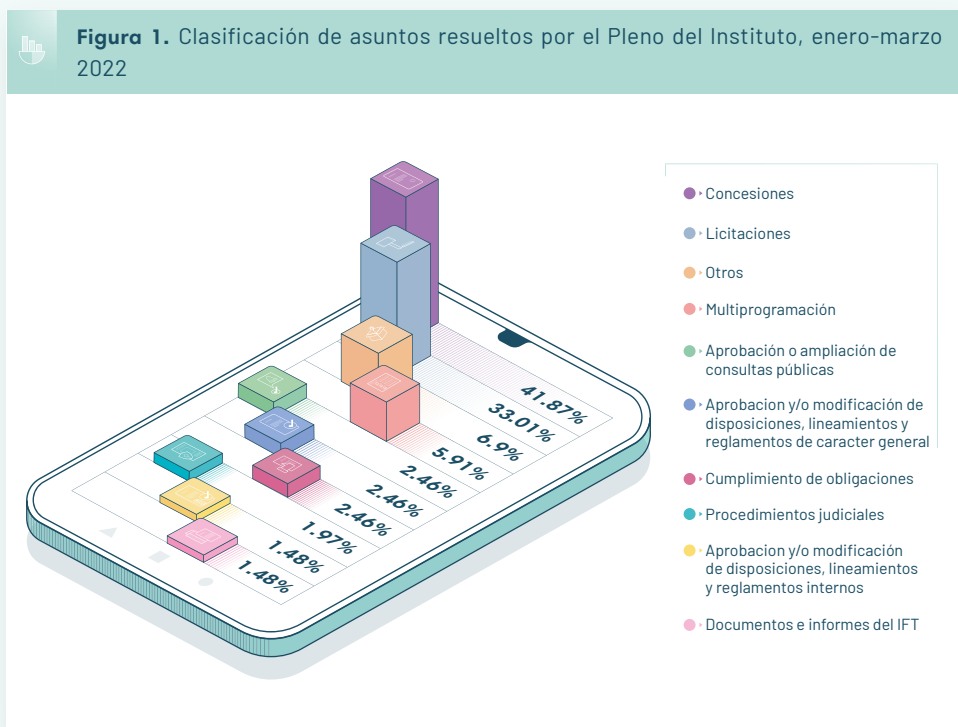 Figura 1. Clasificación de asuntos resueltos por el Pleno del Instituto, enero-marzo
2022
41.87%
33.01%
6.9%
5.91%
2.46%
2.46%
2.46%
1.97%
1.48%
1.48%
Concesiones
Licitaciones
Otros
Multiprogramación
Aprobación o ampliación de
consultas públicas
Aprobacion y/o modificación de
disposiciones, lineamientos y
reglamentos de caracter general
Cumplimiento de obligaciones
Procedimientos judiciales
Aprobacion y/o modificación
de disposiciones, lineamientos
y reglamentos internos
Documentos e informes del IFT